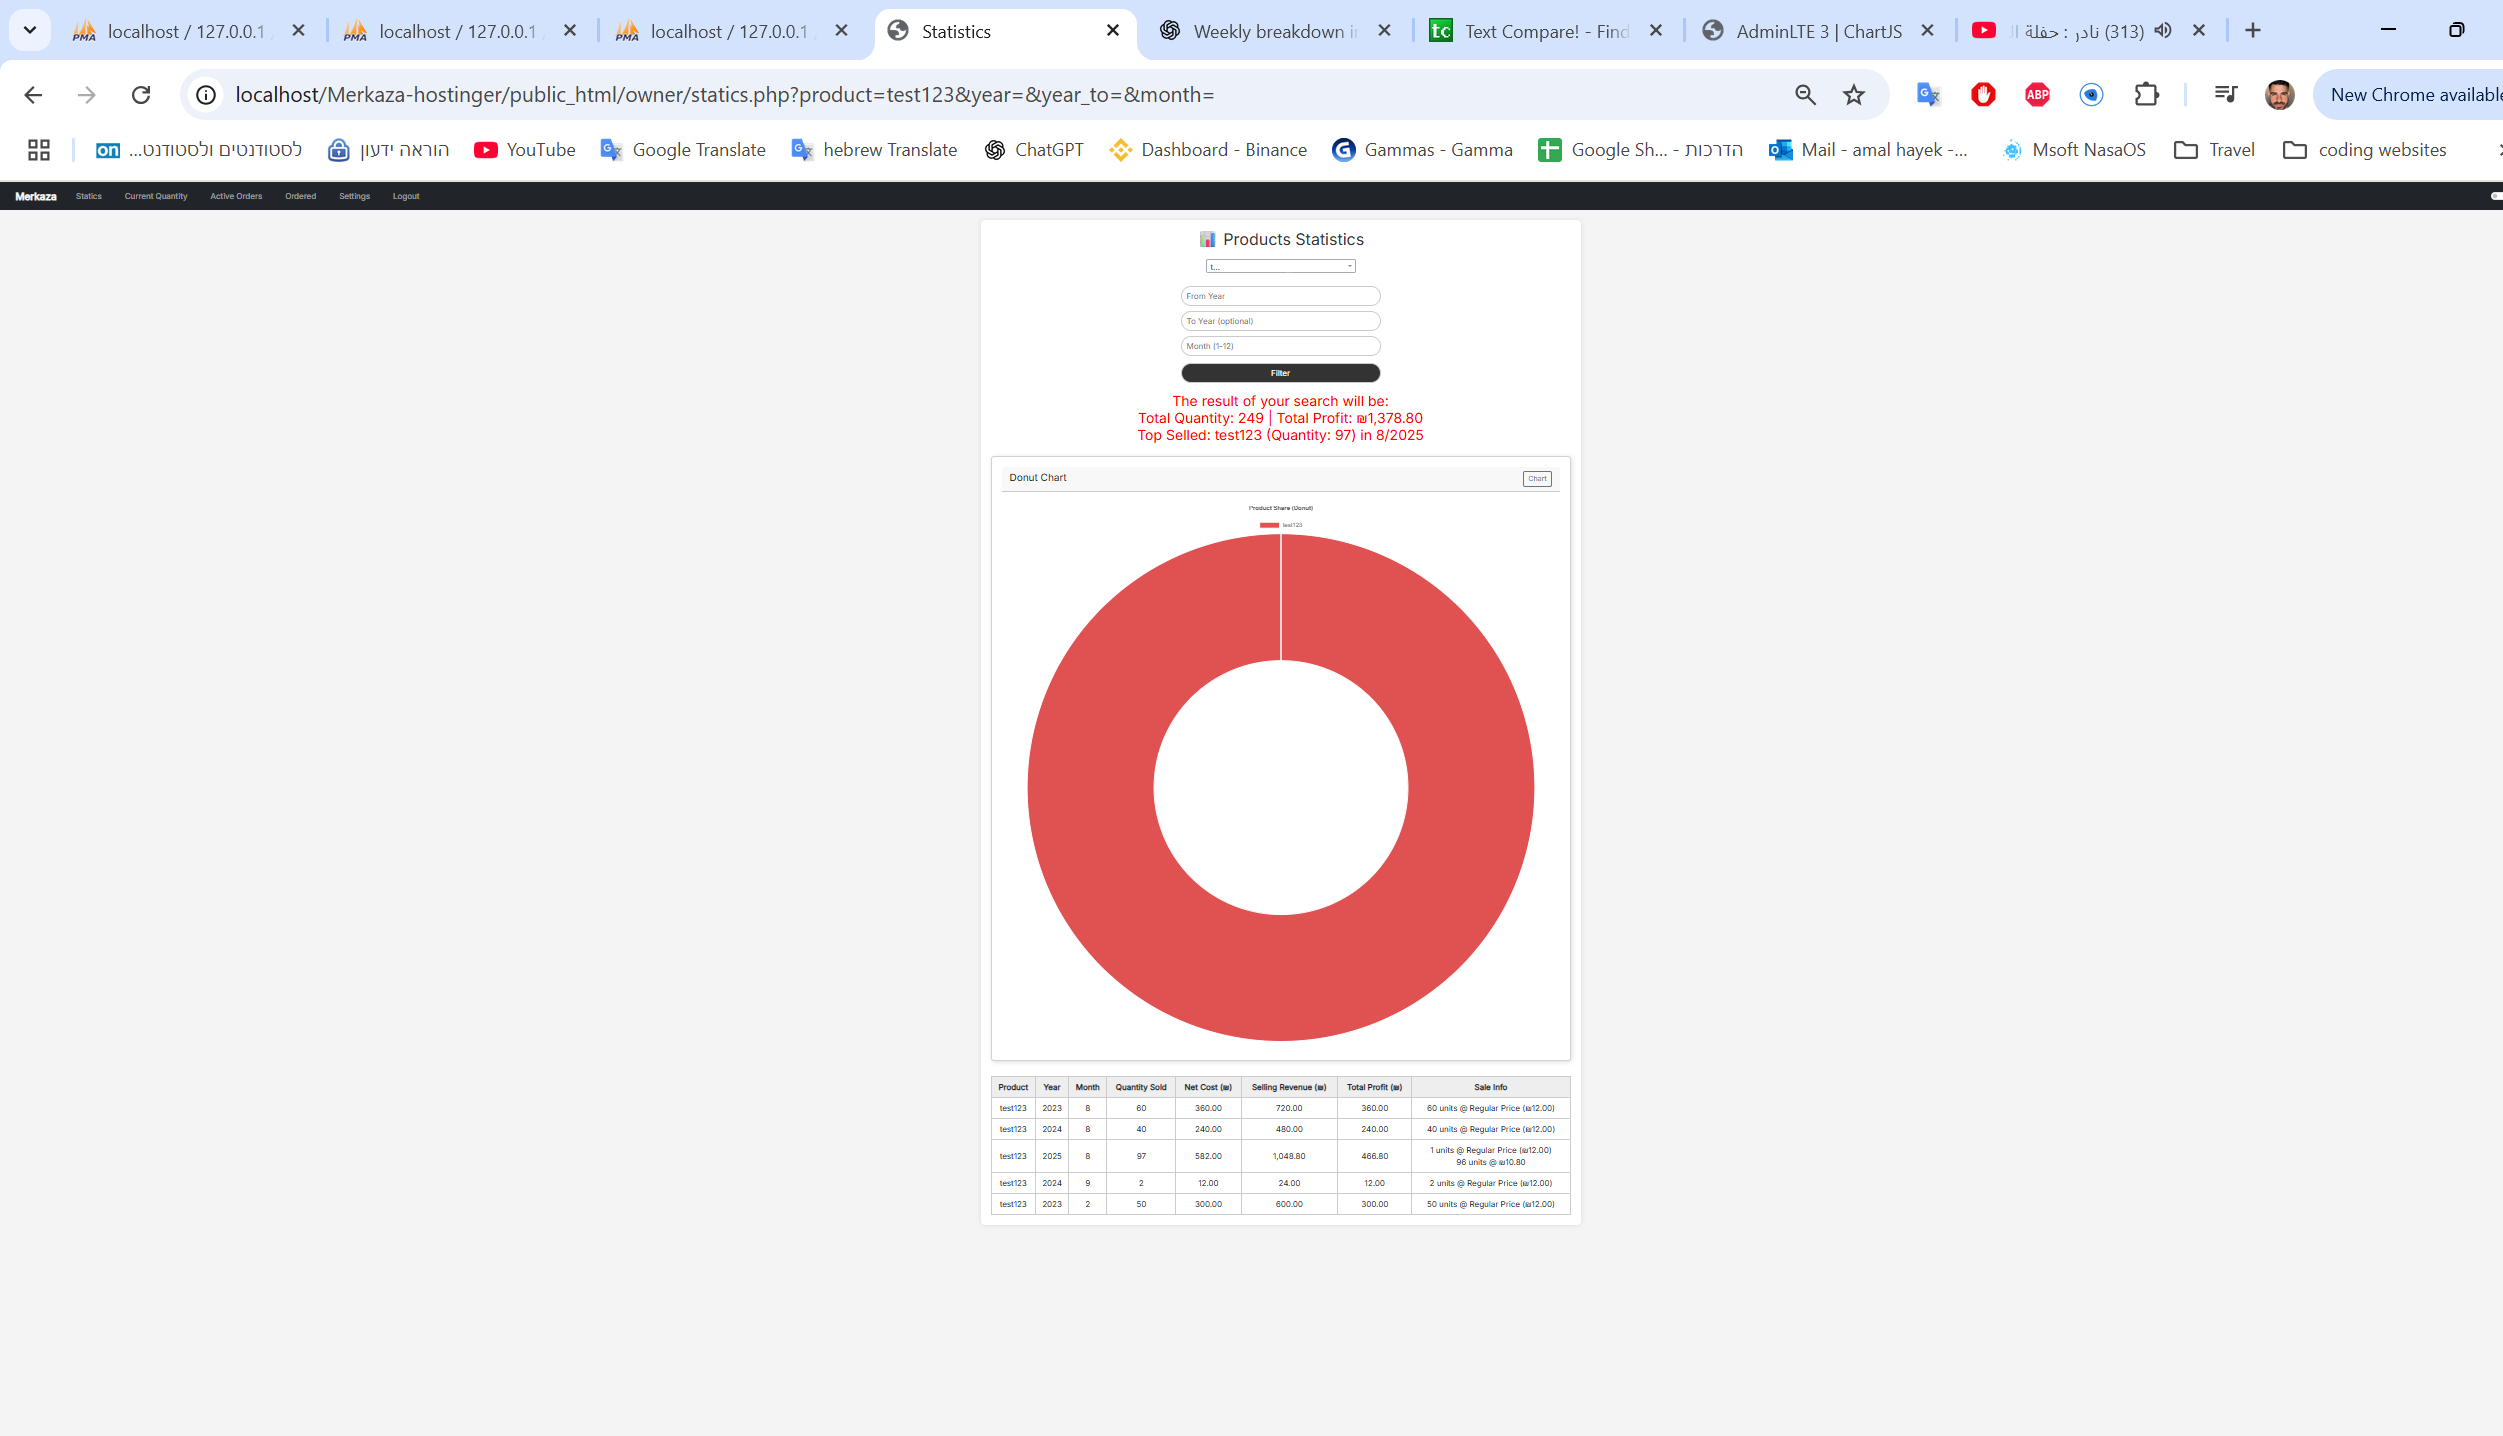 localhost / 127.0.0.1
localhost / 127.0.0.1
localhost / 127.0.0.1
Statistics
Weekly breakdown i
Text Compare! - Find
AdminLTE 3 | ChartJS
(313) نادر : حفلة ال
localhost/Merkaza-hostinger/public_html/owner/statics.php?product=test123&year=&year_to=&month=
ABP
New Chrome available
on
לסטודנטים ולסטודנט...
הוראה ידעון
YouTube
Google Translate
hebrew Translate
ChatGPT
Dashboard - Binance
Gammas - Gamma
Google Sh... - הדרכות
Mail - amal hayek -...
Msoft NasaOS
Travel
coding websites
Merkaza Statics Current Quantity Active Orders Ordered Settings Logout
Products Statistics
t...
From Year
To Year (optional)
Month (1-12)
Filter
The result of your search will be:
Total Quantity: 249 | Total Profit: ₪1,378.80
Top Selled: test123 (Quantity: 97) in 8/2025
Donut Chart
Chart
Product Share (Donut)
test123
Product Year Month Quantity Sold Net Cost (₪) Selling Revenue (₪) Total Profit (₪) Sale Info
test123 2023 8 60 360.00 720.00 360.00 60 units @ Regular Price (₪12.00)
test123 2024 8 40 240.00 480.00 240.00 40 units @ Regular Price (₪12.00)
test123 2025 8 97 582.00 1,048.80 466.80 1 units @ Regular Price (₪12.00)
96 units @ ₪10.80
test123 2024 9 2 12.00 24.00 12.00 2 units @ Regular Price (₪12.00)
test123 2023 2 50 300.00 600.00 300.00 50 units @ Regular Price (₪12.00)